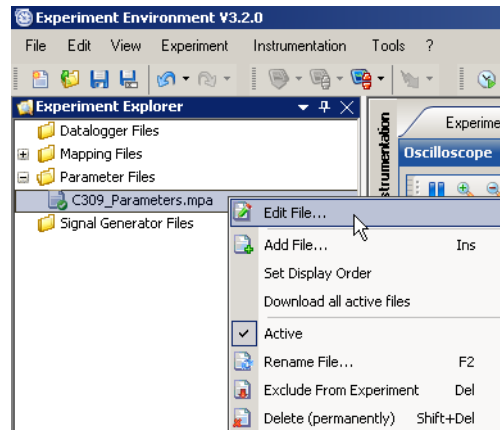 Experiment Environment V3.2.0
File Edit View Experiment Instrumentation Tools ?
Experiment Explorer
Datalogger Files
Mapping Files
Parameter Files
C309_Parameters.mpa
Signal Generator Files
Experime
Oscilloscope
strumentation
Edit File...
Add File... Ins
Set Display Order
Download all active files
Active
Rename File... F2
Exclude From Experiment Del
Delete (permanently) Shift+Del